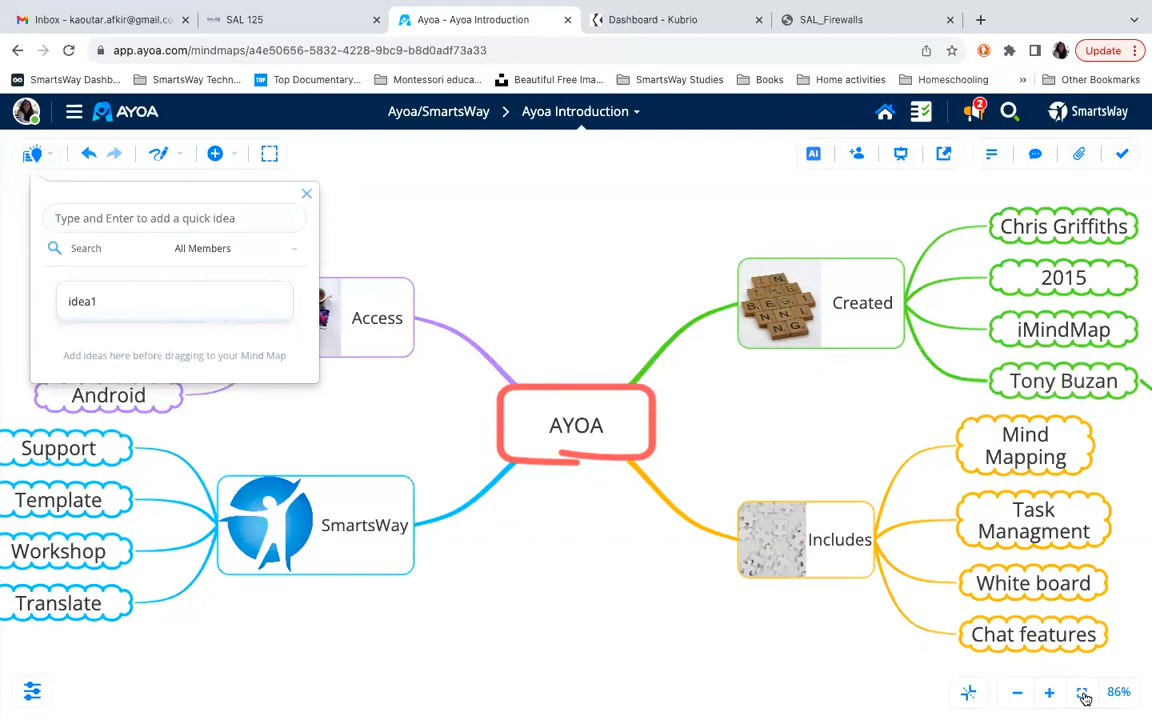 Inbox - kaoutar.afkir@gmail.co
SAL 125
Ayoa - Ayoa Introduction
Dashboard - Kubrio
SAL_Firewalls
app.ayoa.com/mindmaps/a4e50656-5832-4228-9bc9-b8d0adf73a33
Update
SmartsWay Dashb...
SmartsWay Techn...
Top Documentary...
Montessori educa...
Beautiful Free Ima...
SmartsWay Studies
Books
Home activities
Homeschooling
Other Bookmarks
AYOA
Ayoa/SmartsWay
Ayoa Introduction
2
SmartsWay
AI
Type and Enter to add a quick idea
Search
All Members
idea1
Add ideas here before dragging to your Mind Map
Access
Android
Support
Template
Workshop
Translate
SmartsWay
AYOA
Created
Chris Griffiths
2015
iMindMap
Tony Buzan
Includes
Mind
Mapping
Task
Managment
White board
Chat features
86%